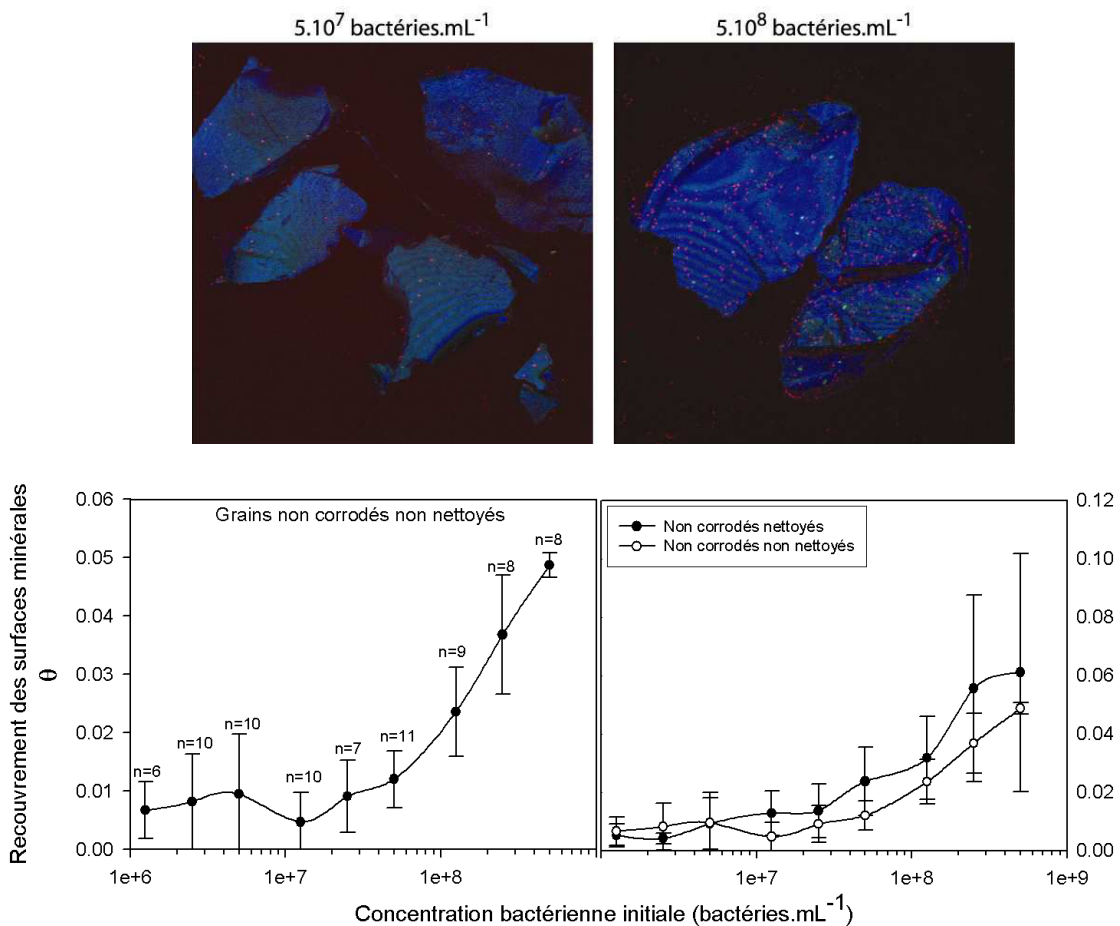 5.10⁷ bactéries.mL⁻¹
5.10⁸ bactéries.mL⁻¹
Recouvrement des surfaces minérales
θ
0.06
0.05
0.04
0.03
0.02
0.01
0.00
Grains non corrodés non nettoyés
n=6
n=10
n=10
n=10
n=7
n=11
n=9
n=8
n=8
1e+6
1e+7
1e+8
Non corrodés nettoyés
Non corrodés non nettoyés
0.12
0.10
0.08
0.06
0.04
0.02
0.00
1e+7
1e+8
1e+9
Concentration bactérienne initiale (bactéries.mL⁻¹)